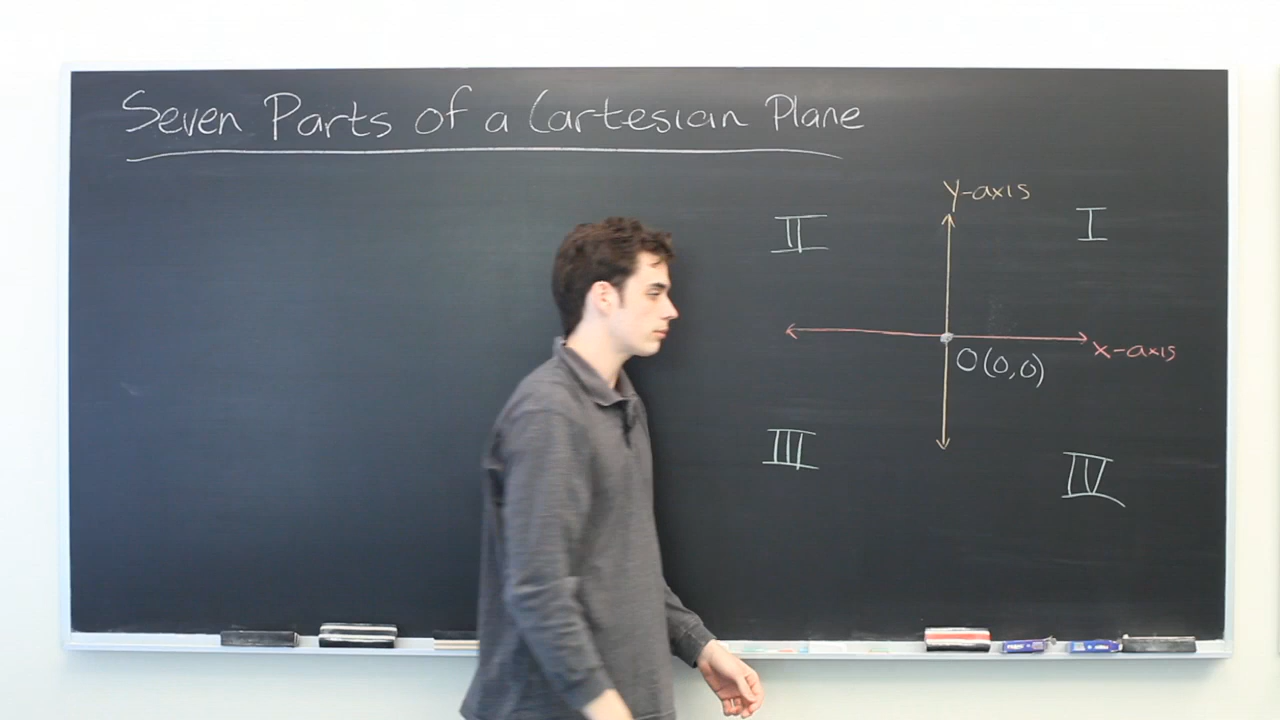 Seven Parts of a Cartesian Plane
y-axis
II
I
x-axis
O(0,0)
III
IV